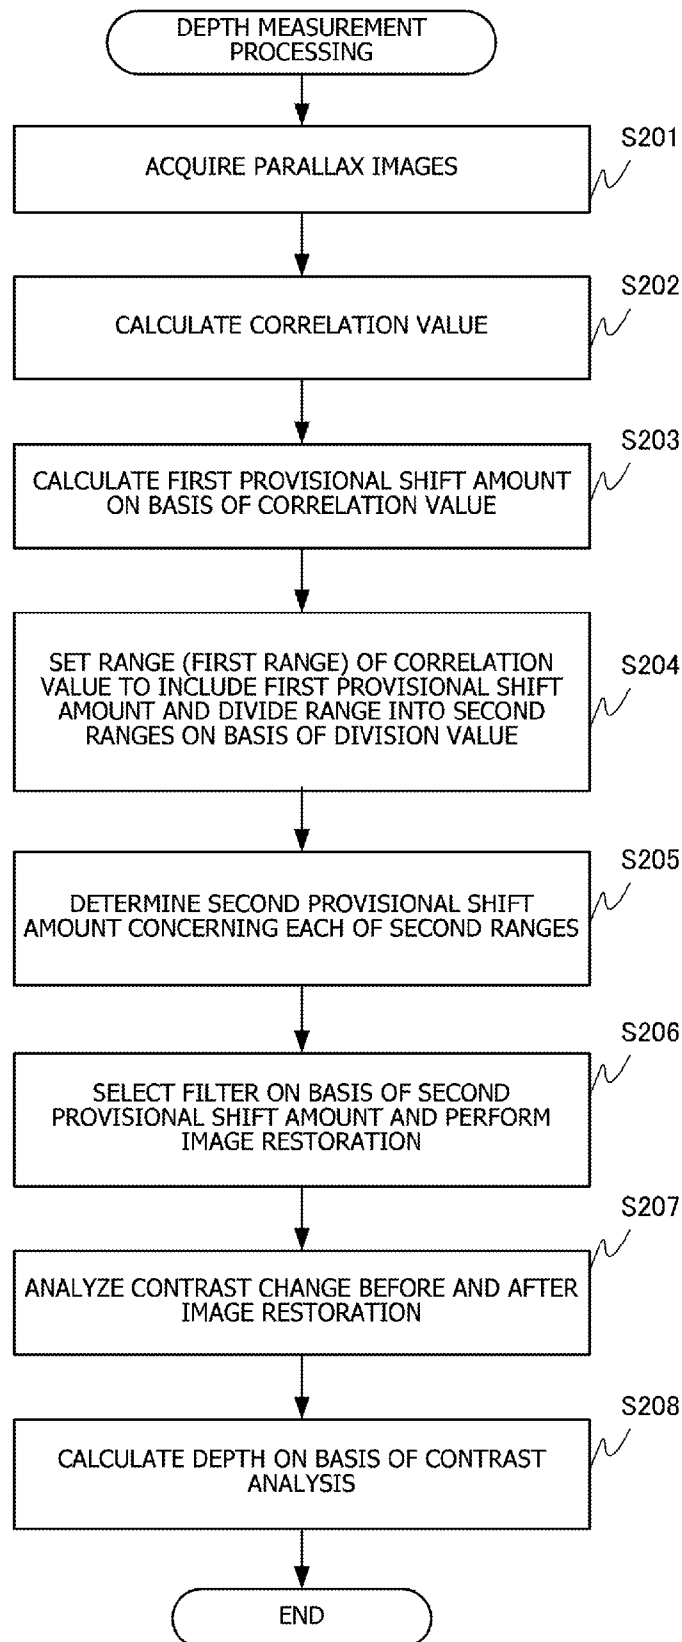 DEPTH MEASUREMENT
PROCESSING
S201
ACQUIRE PARALLAX IMAGES
S202
CALCULATE CORRELATION VALUE
S203
CALCULATE FIRST PROVISIONAL SHIFT AMOUNT
ON BASIS OF CORRELATION VALUE
S204
SET RANGE (FIRST RANGE) OF CORRELATION
VALUE TO INCLUDE FIRST PROVISIONAL SHIFT
AMOUNT AND DIVIDE RANGE INTO SECOND
RANGES ON BASIS OF DIVISION VALUE
S205
DETERMINE SECOND PROVISIONAL SHIFT
AMOUNT CONCERNING EACH OF SECOND RANGES
S206
SELECT FILTER ON BASIS OF SECOND
PROVISIONAL SHIFT AMOUNT AND PERFORM
IMAGE RESTORATION
S207
ANALYZE CONTRAST CHANGE BEFORE AND AFTER
IMAGE RESTORATION
S208
CALCULATE DEPTH ON BASIS OF CONTRAST
ANALYSIS
END